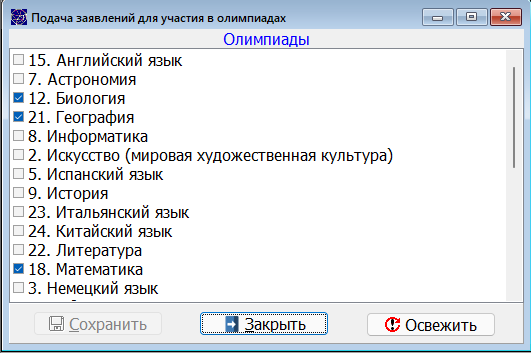 Подача заявлений для участия в олимпиадах
Олимпиады
15. Английский язык
7. Астрономия
12. Биология
21. География
8. Информатика
2. Искусство (мировая художественная культура)
5. Испанский язык
9. История
23. Итальянский язык
24. Китайский язык
22. Литература
18. Математика
3. Немецкий язык
Сохранить Закрыть Освежить